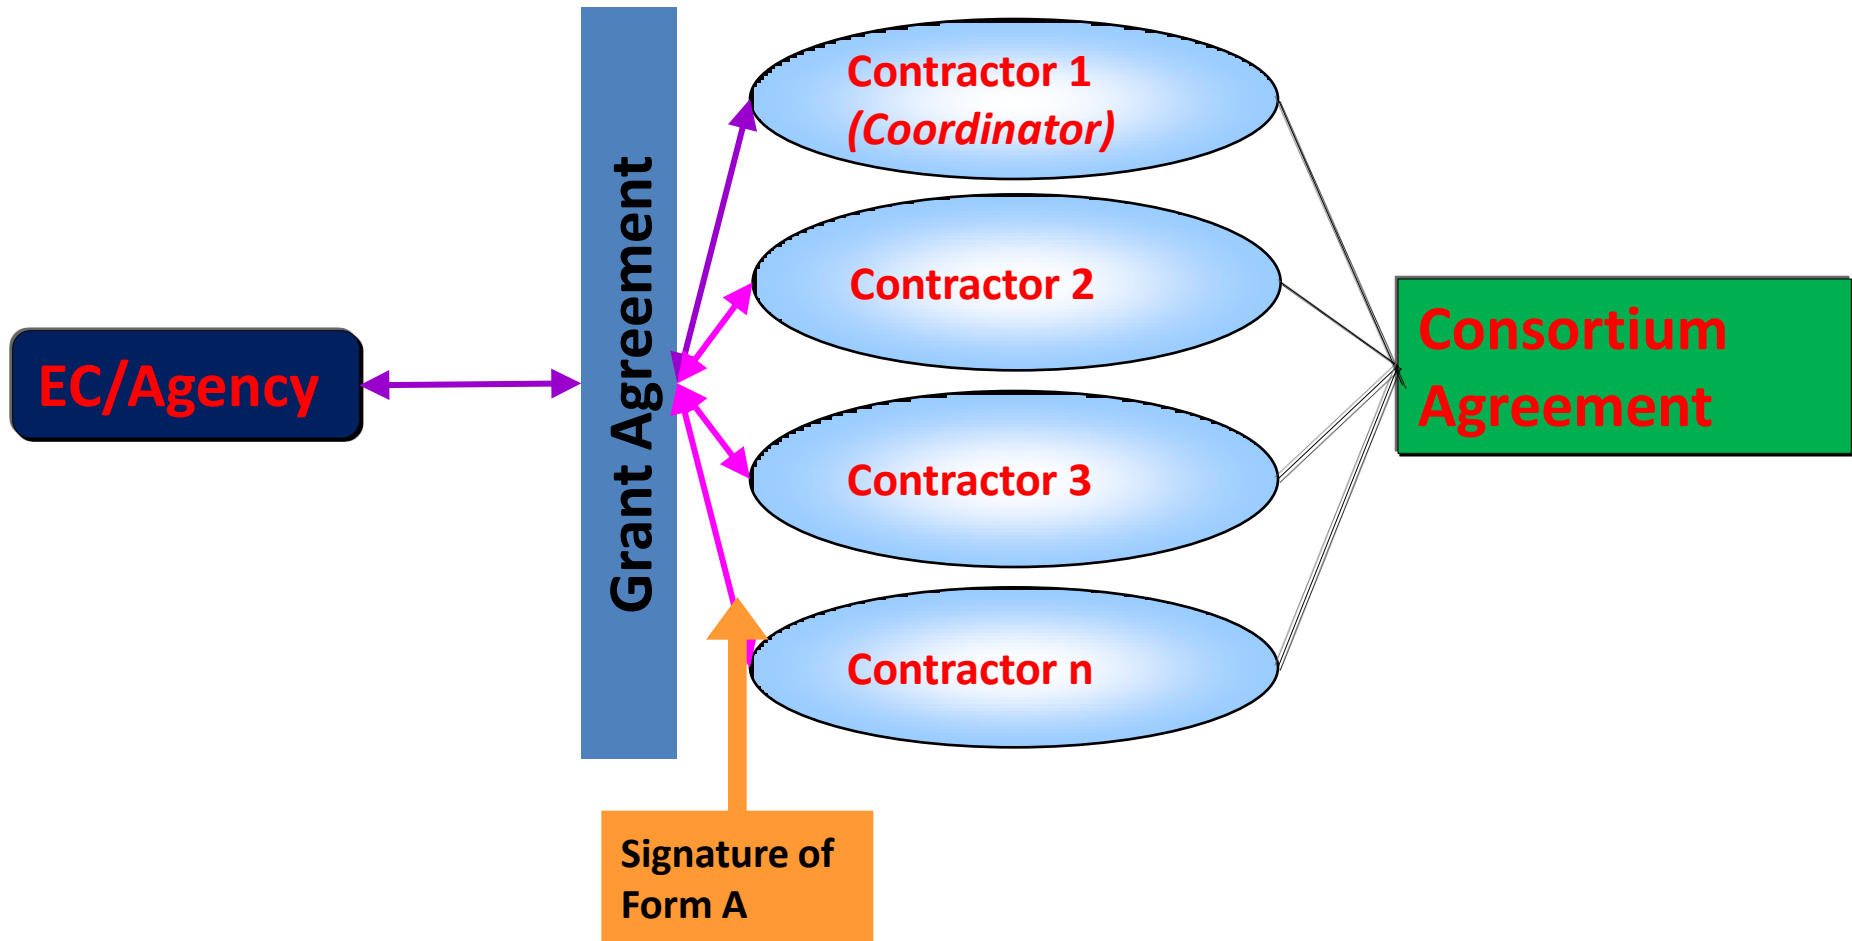 EC/Agency
Grant Agreement
Contractor 1
(Coordinator)
Contractor 2
Contractor 3
Contractor n
Consortium
Agreement
Signature of
Form A